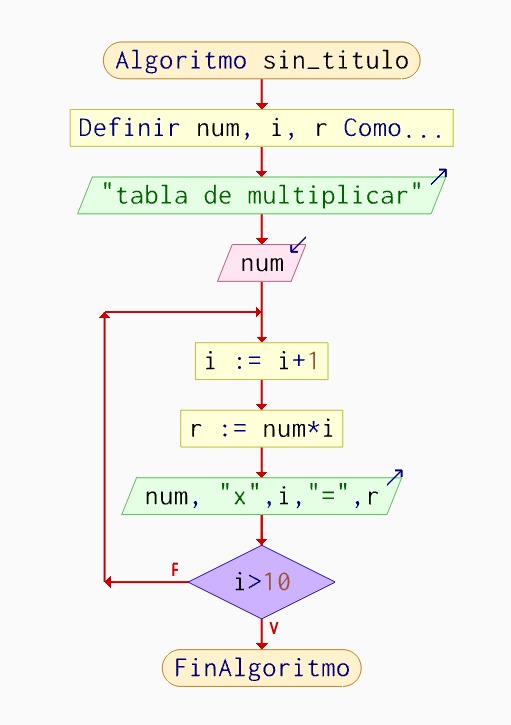 Algoritmo sin_titulo
Definir num, i, r Como...
"tabla de multiplicar"
num
i := i+1
r := num*i
num, "x",i,"=",r
i>10
F
V
FinAlgoritmo